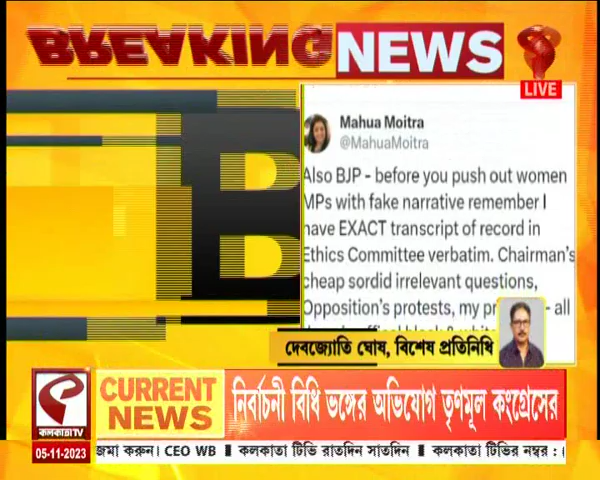 BREAKING NEWS
LIVE
Mahua Moitra
@MahuaMoitra
Also BJP - before you push out women
MPs with fake narrative remember I
have EXACT transcript of record in
Ethics Committee verbatim. Chairman's
cheap sordid irrelevant questions,
Opposition's protests, my - all
B
দেবজ্যোতি ঘোষ, বিশেষ প্রতিনিধি
কলকাতা TV
CURRENT
NEWS
নির্বাচনী বিধি ভঙ্গের অভিযোগ তৃণমূল কংগ্রেসের
05-11-2023
জমা করুন। CEO WB কলকাতা টিভি রাতদিন সাতদিন কলকাতা টিভির নম্বর : (